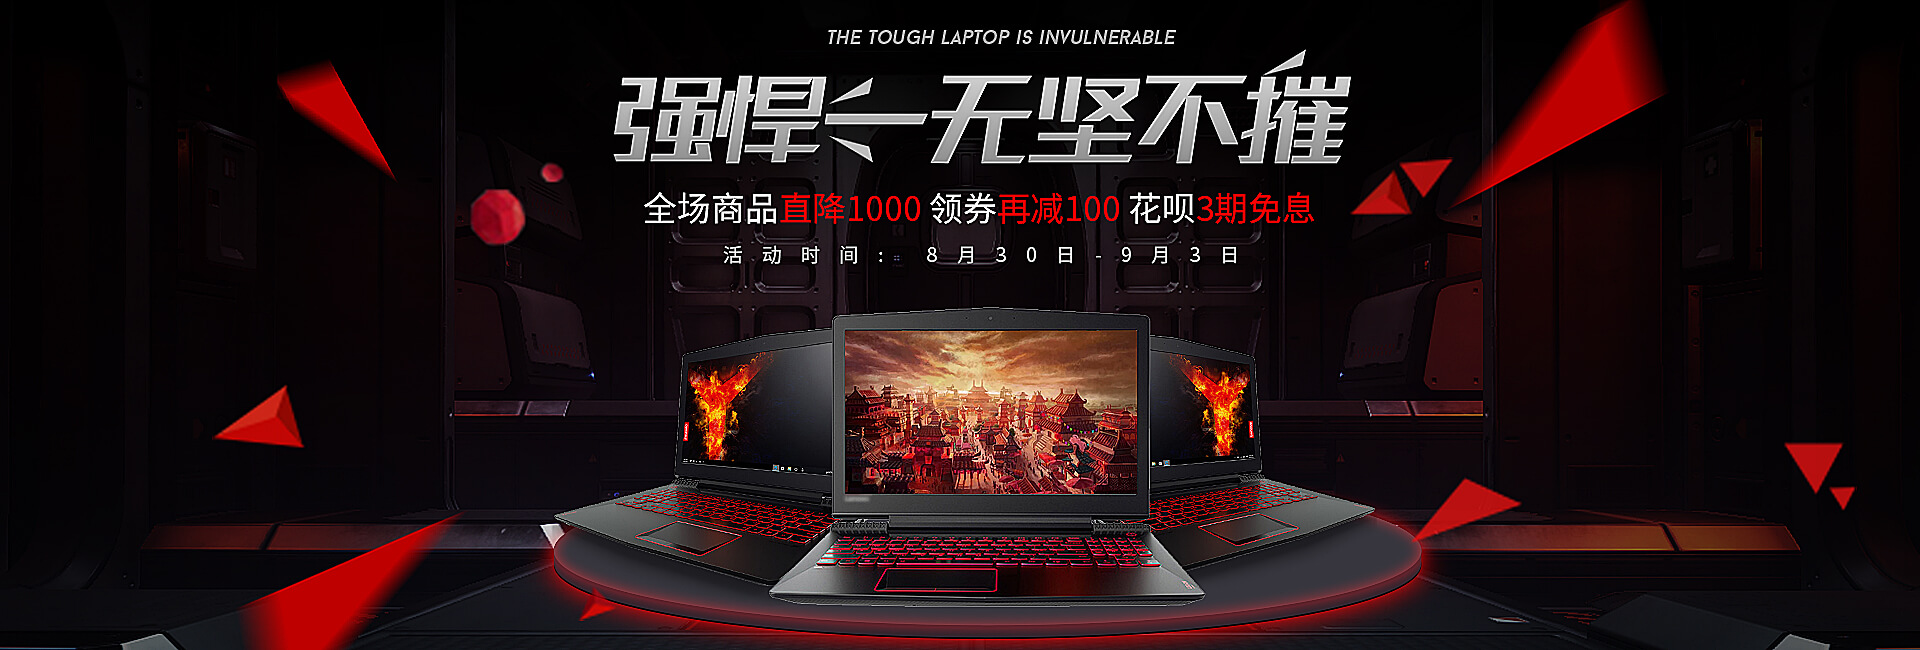 THE TOUGH LAPTOP IS INVULNERABLE
强悍一无坚不摧
全场商品直降1000 领券再减100 花呗3期免息
活动时间：8月30日-9月3日